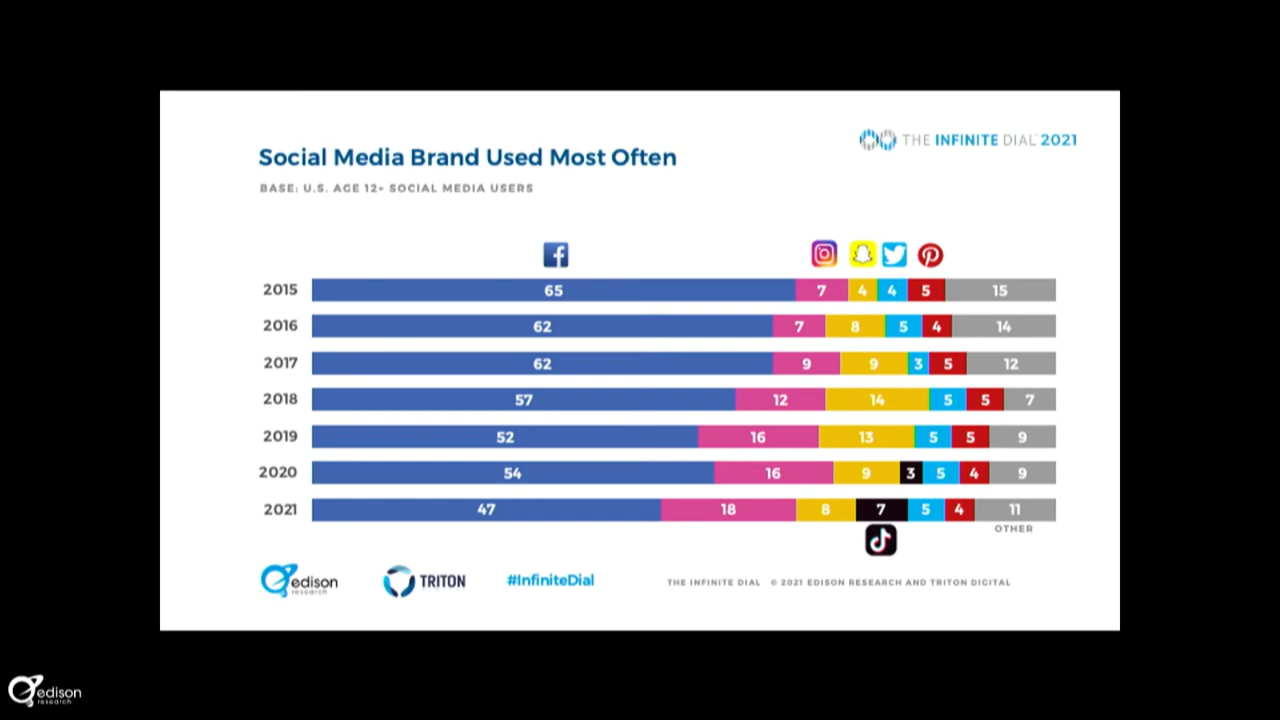 THE INFINITE DIAL™ 2021
Social Media Brand Used Most Often
BASE: U.S. AGE 12+ SOCIAL MEDIA USERS
2015 65 7 4 4 5 15
2016 62 7 8 5 4 14
2017 62 9 9 3 5 12
2018 57 12 14 5 5 7
2019 52 16 13 5 5 9
2020 54 16 9 3 5 4 9
2021 47 18 8 7 5 4 11
OTHER
edison
research
TRITON
#InfiniteDial
THE INFINITE DIAL © 2021 EDISON RESEARCH AND TRITON DIGITAL
edison
research